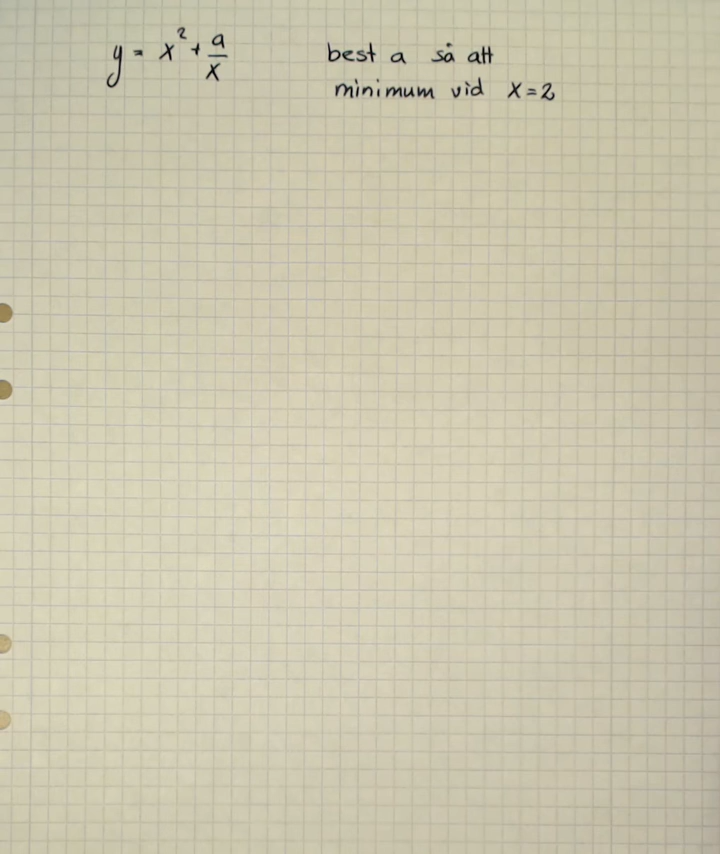 y = x² + a/x
best a så att
minimum vid x = 2